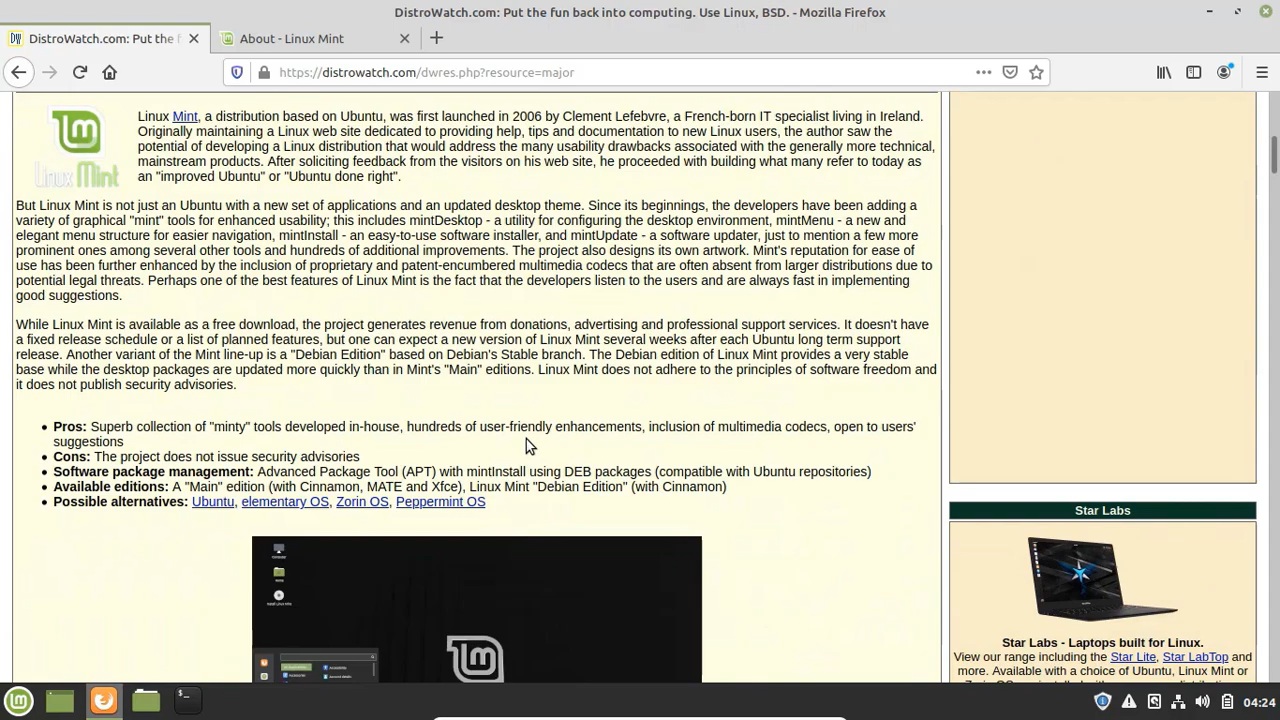 DistroWatch.com: Put the fun back into computing. Use Linux, BSD. - Mozilla Firefox
DistroWatch.com: Put the f
About - Linux Mint
https://distrowatch.com/dwres.php?resource=major
Linux Mint, a distribution based on Ubuntu, was first launched in 2006 by Clement Lefebvre, a French-born IT specialist living in Ireland.
Originally maintaining a Linux web site dedicated to providing help, tips and documentation to new Linux users, the author saw the
potential of developing a Linux distribution that would address the many usability drawbacks associated with the generally more technical,
mainstream products. After soliciting feedback from the visitors on his web site, he proceeded with building what many refer to today as
an "improved Ubuntu" or "Ubuntu done right".
Linux Mint
But Linux Mint is not just an Ubuntu with a new set of applications and an updated desktop theme. Since its beginnings, the developers have been adding a
variety of graphical "mint" tools for enhanced usability; this includes mintDesktop - a utility for configuring the desktop environment, mintMenu - a new and
elegant menu structure for easier navigation, mintInstall - an easy-to-use software installer, and mintUpdate - a software updater, just to mention a few more
prominent ones among several other tools and hundreds of additional improvements. The project also designs its own artwork. Mint's reputation for ease of
use has been further enhanced by the inclusion of proprietary and patent-encumbered multimedia codecs that are often absent from larger distributions due to
potential legal threats. Perhaps one of the best features of Linux Mint is the fact that the developers listen to the users and are always fast in implementing
good suggestions.
While Linux Mint is available as a free download, the project generates revenue from donations, advertising and professional support services. It doesn't have
a fixed release schedule or a list of planned features, but one can expect a new version of Linux Mint several weeks after each Ubuntu long term support
release. Another variant of the Mint line-up is a "Debian Edition" based on Debian's Stable branch. The Debian edition of Linux Mint provides a very stable
base while the desktop packages are updated more quickly than in Mint's "Main" editions. Linux Mint does not adhere to the principles of software freedom and
it does not publish security advisories.
Pros: Superb collection of "minty" tools developed in-house, hundreds of user-friendly enhancements, inclusion of multimedia codecs, open to users'
suggestions
Cons: The project does not issue security advisories
Software package management: Advanced Package Tool (APT) with mintInstall using DEB packages (compatible with Ubuntu repositories)
Available editions: A "Main" edition (with Cinnamon, MATE and Xfce), Linux Mint "Debian Edition" (with Cinnamon)
Possible alternatives: Ubuntu, elementary OS, Zorin OS, Peppermint OS
Star Labs
Star Labs - Laptops built for Linux.
View our range including the Star Lite, Star LabTop and
more. Available with a choice of Ubuntu, Linux Mint or
04:24